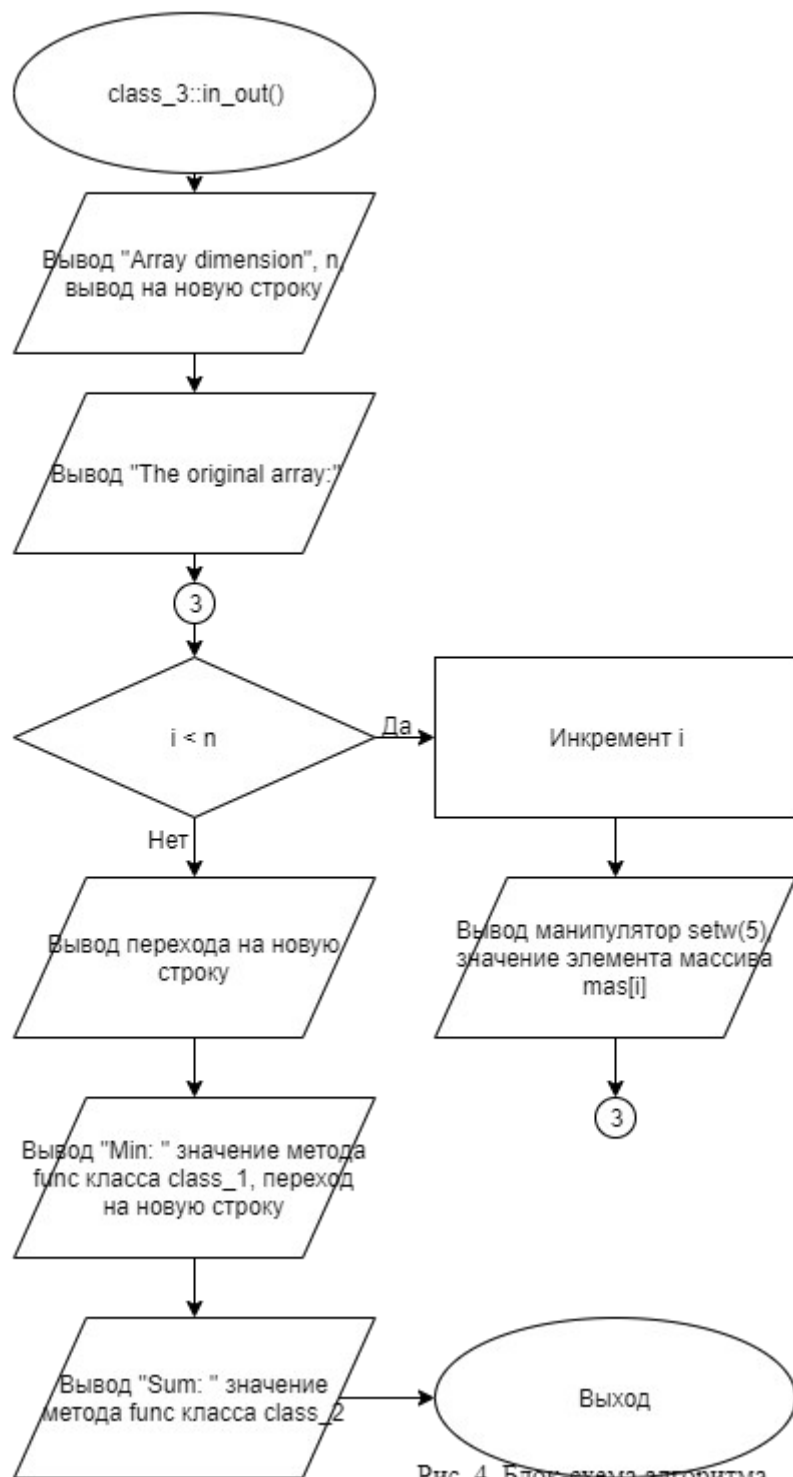 class_3::in_out()
Вывод "Array dimension", n,
вывод на новую строку
Вывод "The original array:"
3
i < n
Да
Инкремент i
Нет
Вывод перехода на новую
строку
Вывод манипулятор setw(5),
значение элемента массива
mas[i]
3
Вывод "Min: " значение метода
func класса class_1, переход
на новую строку
Вывод "Sum: " значение
метода func класса class_2
Выход
Рис. 4. Блок-схема алгоритма